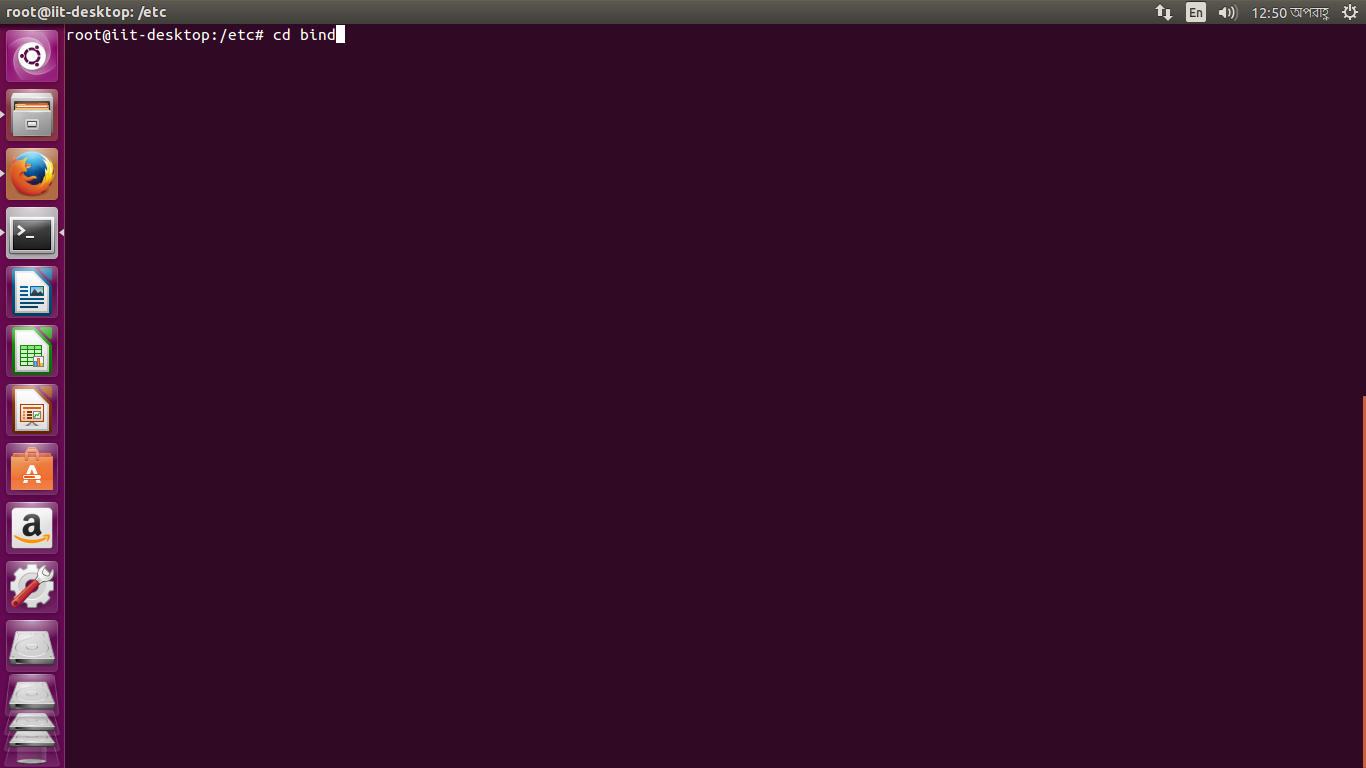 root@iit-desktop: /etc
En
12:50 অপরাহ্ণ
root@iit-desktop:/etc# cd bind
>_
A
a